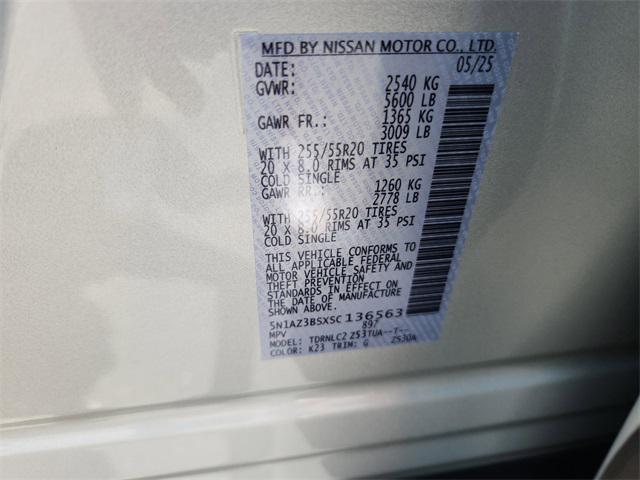 MFD BY NISSAN MOTOR CO., LTD.
DATE: 05/25
GVWR: 2540 KG
5600 LB
GAWR FR.: 1365 KG
3009 LB
WITH 255/55R20 TIRES
20 X 8.0 RIMS AT 35 PSI
COLD SINGLE
GAWR RR.: 1260 KG
2778 LB
WITH 255/55R20 TIRES
20 X 8.0 RIMS AT 35 PSI
COLD SINGLE
THIS VEHICLE CONFORMS TO
ALL APPLICABLE FEDERAL
MOTOR VEHICLE SAFETY AND
THEFT PREVENTION
STANDARDS IN EFFECT ON
THE DATE OF MANUFACTURE
SHOWN ABOVE
5N1AZ3BSXSC136563
MPV 897
MODEL: TDRNLC2 Z53TUA--T--
COLOR: K23 TRIM: G Z530A